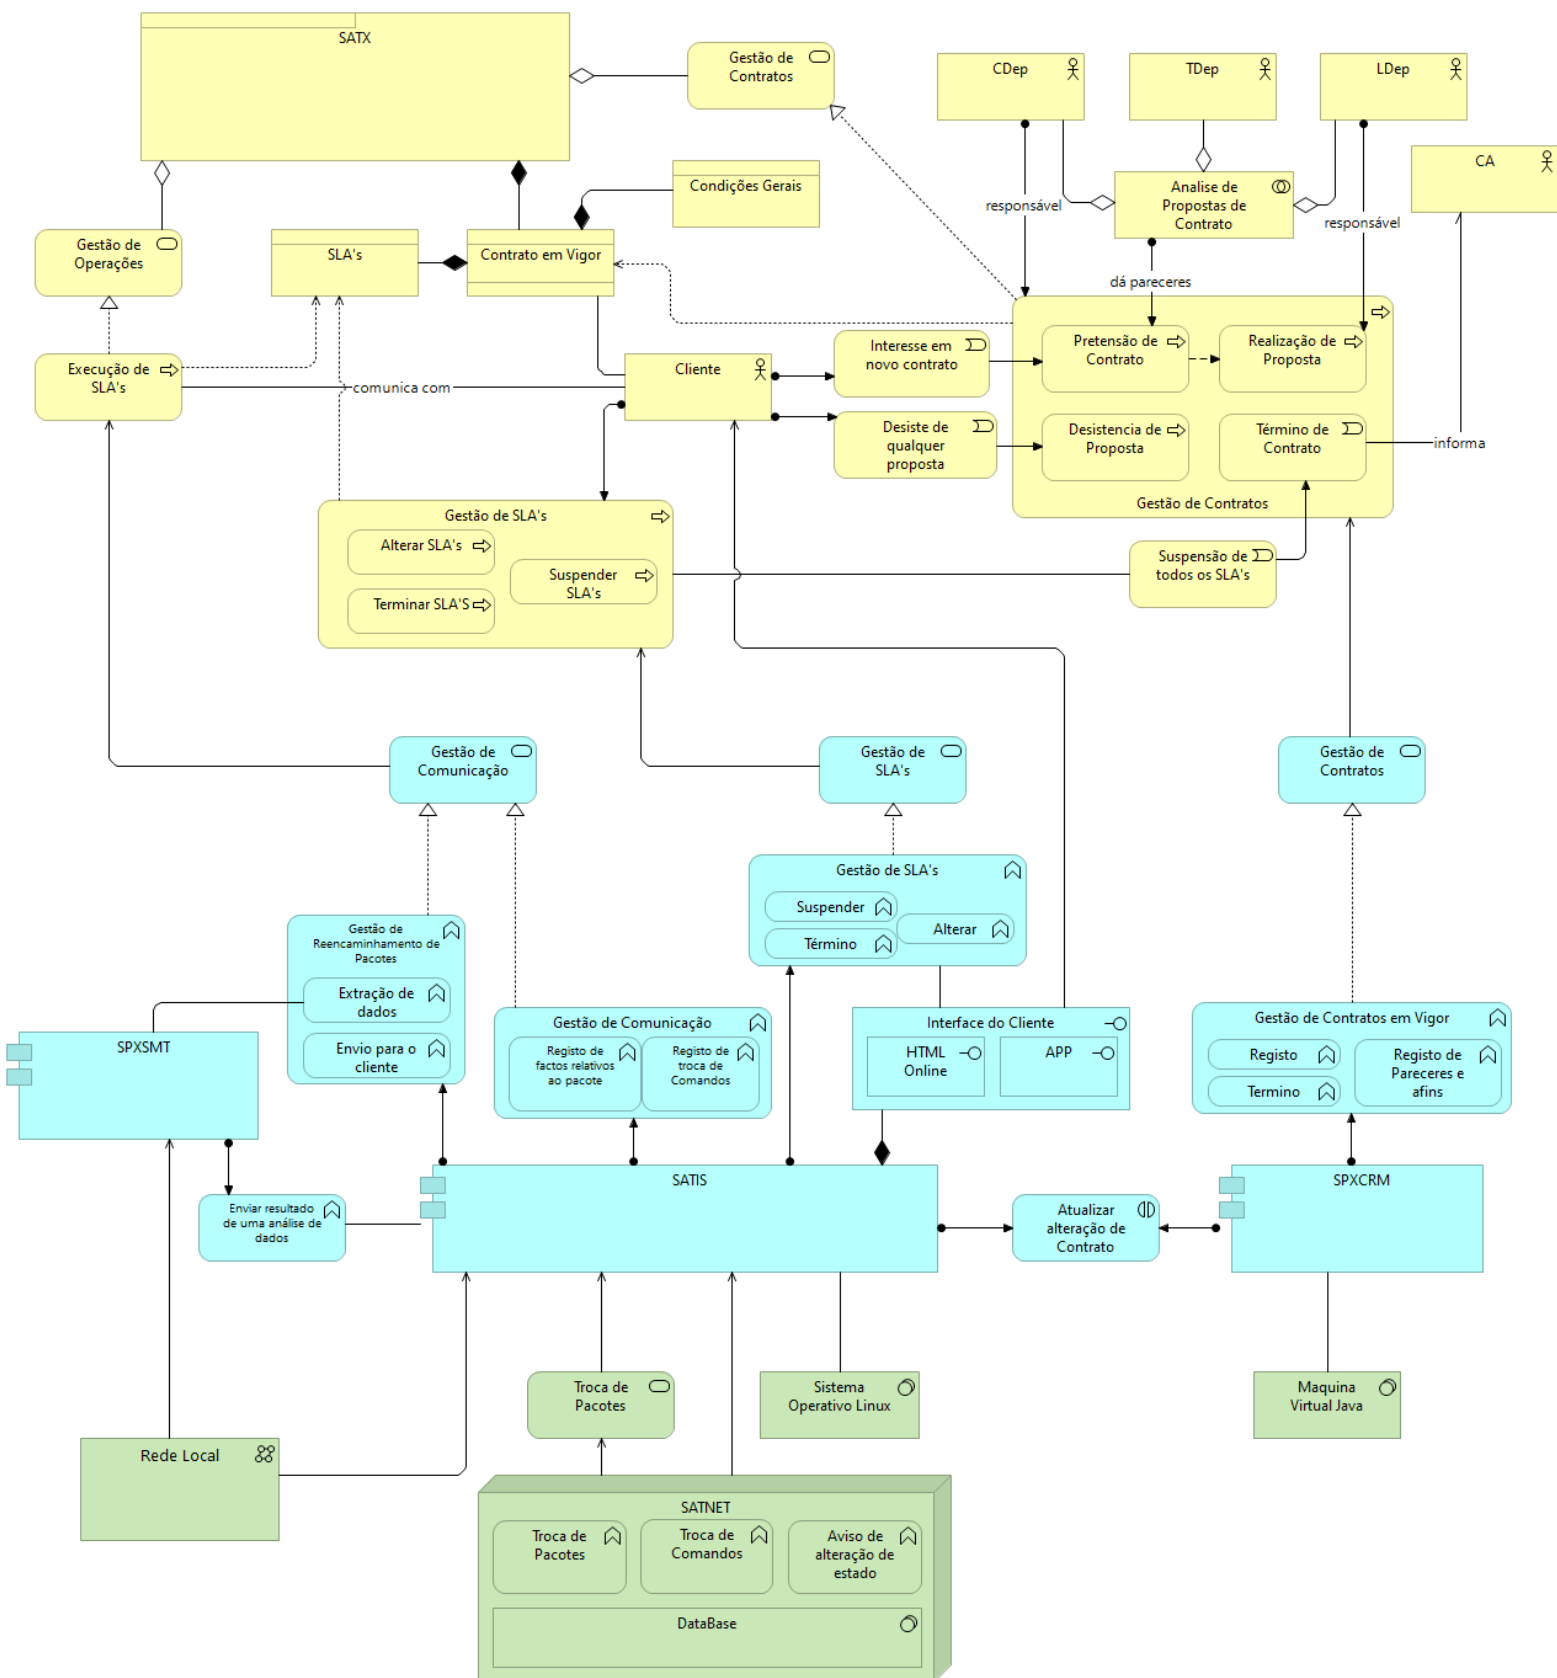 SATX
Gestão de
Contratos
CDep
TDep
LDep
CA
Condições Gerais
Analise de
Propostas de
Contrato
responsável
responsável
Gestão de
Operações
SLA's
Contrato em Vigor
dá pareceres
Execução de
SLA's
comunica com
Cliente
Interesse em
novo contrato
Pretensão de
Contrato
Realização de
Proposta
Desiste de
qualquer
proposta
Desistencia de
Proposta
Término de
Contrato
informa
Gestão de Contratos
Gestão de SLA's
Alterar SLA's
Suspender
SLA's
Terminar SLA'S
Suspensão de
todos os SLA's
Gestão de
Comunicação
Gestão de
SLA's
Gestão de
Contratos
Gestão de SLA's
Suspender
Término
Alterar
Gestão de
Reencaminhamento de
Pacotes
Extração de
dados
Envio para o
cliente
Gestão de Comunicação
Registo de
factos relativos
ao pacote
Registo de
troca de
Comandos
Interface do Cliente
HTML
Online
APP
Gestão de Contratos em Vigor
Registo
Termino
Registo de
Pareceres e
afins
SPXSMT
SATIS
SPXCRM
Enviar resultado
de uma análise de
dados
Atualizar
alteração de
Contrato
Troca de
Pacotes
Sistema
Operativo Linux
Maquina
Virtual Java
Rede Local
SATNET
Troca de
Pacotes
Troca de
Comandos
Aviso de
alteração de
estado
DataBase